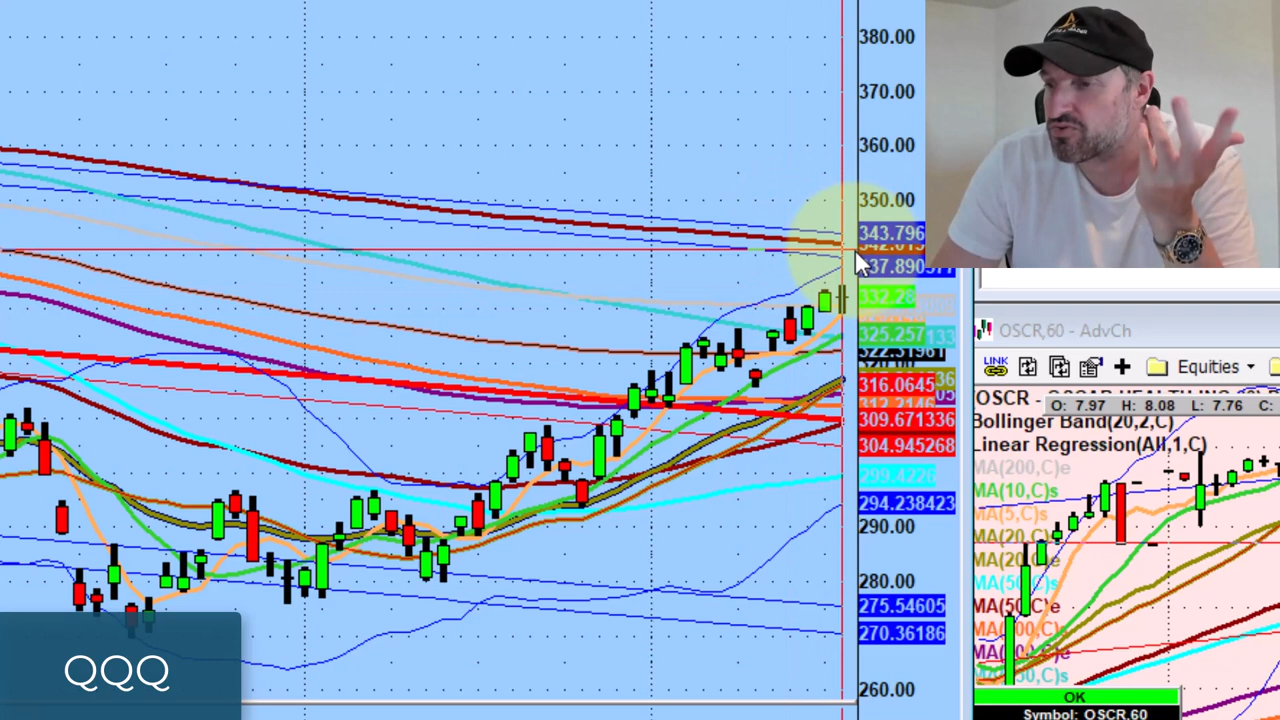 380.00
370.00
360.00
350.00
343.796
332.28
325.257
316.0645
309.671336
304.945268
299.4226
294.238423
290.00
280.00
275.54605
270.36186
260.00
QQQ
OSCR,60 - AdvCh
LINK
Equities
OSCR -
O: 7.97 H: 8.08 L: 7.76 C:
Bollinger Band(20,2,C)
Linear Regression(All,1,C)
MA(200,C)e
MA(10,C)s
MA(5,C)s
MA(20,C)e
MA(50,C)s
MA(50,C)e
OK
Symbol: OSCR,60